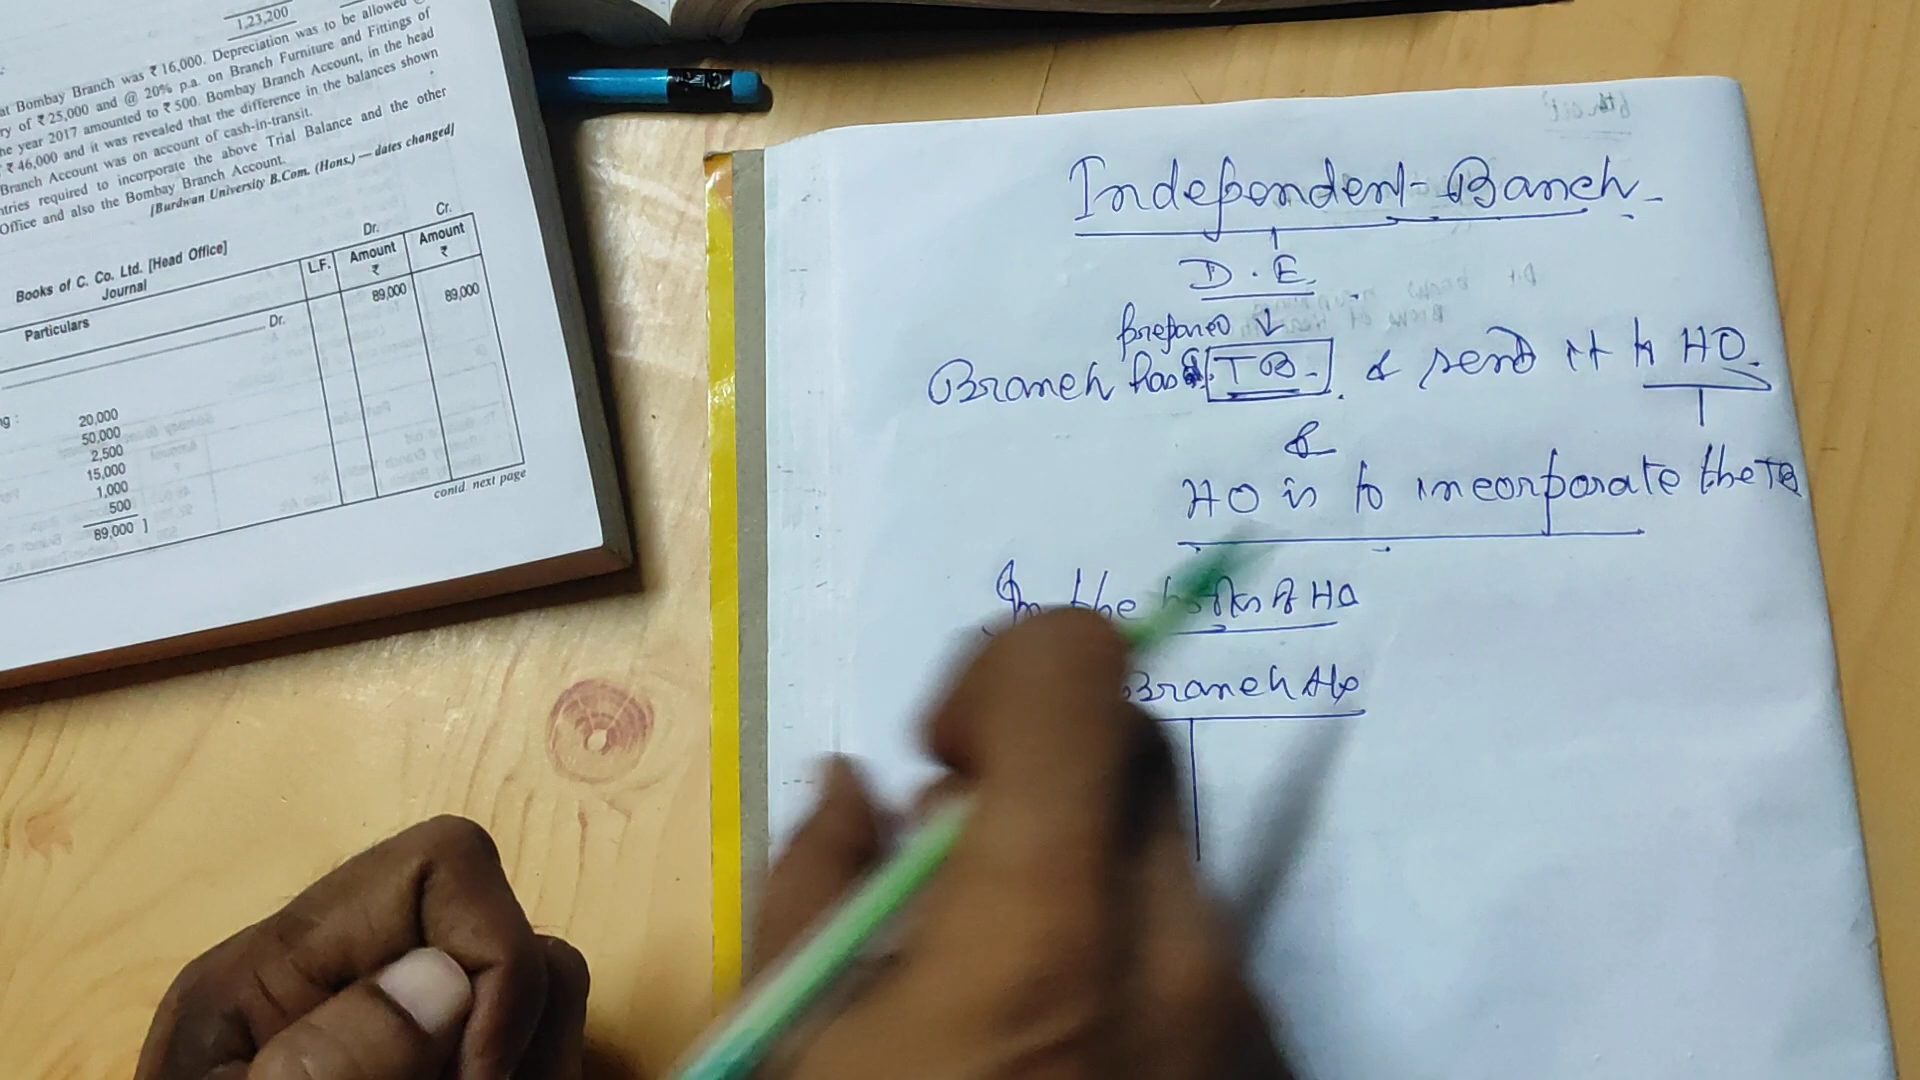 1,23,200
at Bombay Branch was ₹ 16,000. Depreciation was to be allowed @
ry of ₹ 25,000 and @ 20% p.a. on Branch Furniture and Fittings of
he year 2017 amounted to ₹ 500. Bombay Branch Account, in the head
₹ 46,000 and it was revealed that the difference in the balances shown
Branch Account was on account of cash-in-transit.
ntries required to incorporate the above Trial Balance and the other
Office and also the Bombay Branch Account.
[Burdwan University B.Com. (Hons.) — dates changed]
Books of C. Co. Ltd. [Head Office]
Journal
Dr. Cr.
Particulars L.F. Amount ₹ Amount ₹
Dr. 89,000 89,000
ng :
20,000
50,000
2,500
15,000
1,000
500
89,000 ]
contd. next page
Independent Banch
D.E.
prepared
Branch has T B. & send it to HO.
&
HO is to incorporate the TB
In the books of HO
Branch A/c